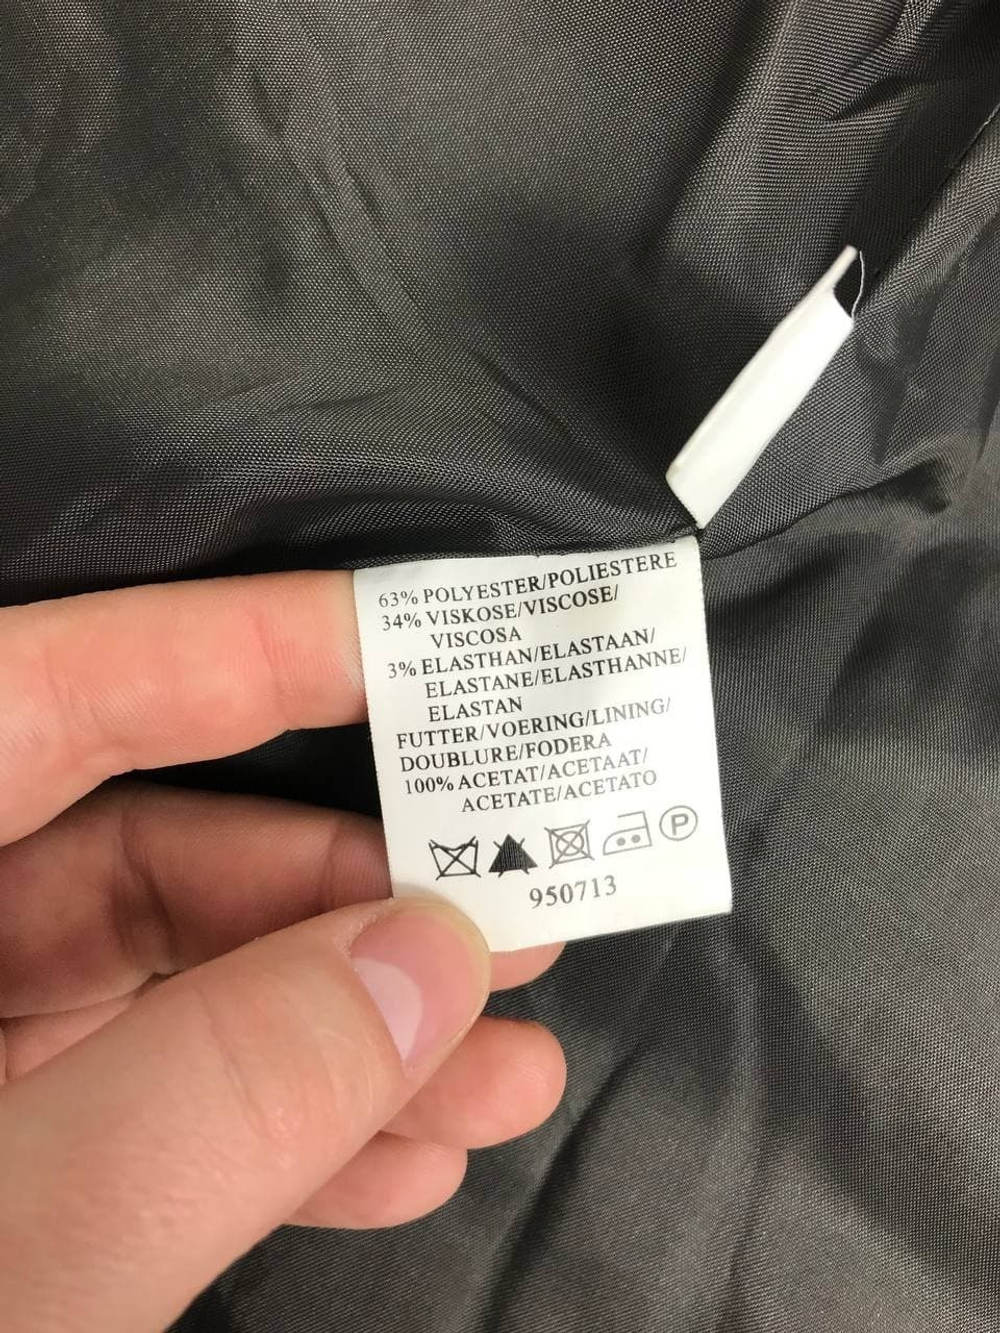 63% POLYESTER/POLIESTERE
34% VISKOSE/VISCOSE/
VISCOSA
3% ELASTHAN/ELASTAAN/
ELASTANE/ELASTHANNE/
ELASTAN
FUTTER/VOERING/LINING/
DOUBLURE/FODERA
100% ACETAT/ACETAAT/
ACETATE/ACETATO
P
950713